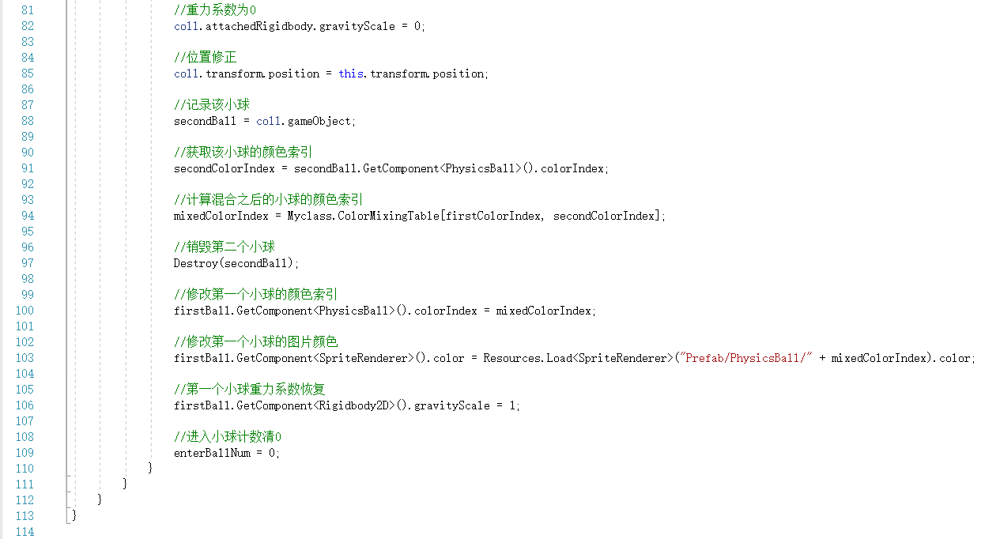 81 //重力系数为0
82 coll.attachedRigidbody.gravityScale = 0;
83
84 //位置修正
85 coll.transform.position = this.transform.position;
86
87 //记录该小球
88 secondBall = coll.gameObject;
89
90 //获取该小球的颜色索引
91 secondColorIndex = secondBall.GetComponent<PhysicsBall>().colorIndex;
92
93 //计算混合之后的小球的颜色索引
94 mixedColorIndex = Myclass.ColorMixingTable[firstColorIndex, secondColorIndex];
95
96 //销毁第二个小球
97 Destroy(secondBall);
98
99 //修改第一个小球的颜色索引
100 firstBall.GetComponent<PhysicsBall>().colorIndex = mixedColorIndex;
101
102 //修改第一个小球的图片颜色
103 firstBall.GetComponent<SpriteRenderer>().color = Resources.Load<SpriteRenderer>("Prefab/PhysicsBall/" + mixedColorIndex).color;
104
105 //第一个小球重力系数恢复
106 firstBall.GetComponent<Rigidbody2D>().gravityScale = 1;
107
108 //进入小球计数清0
109 enterBallNum = 0;
110 }
111 }
112 }
113 }
114